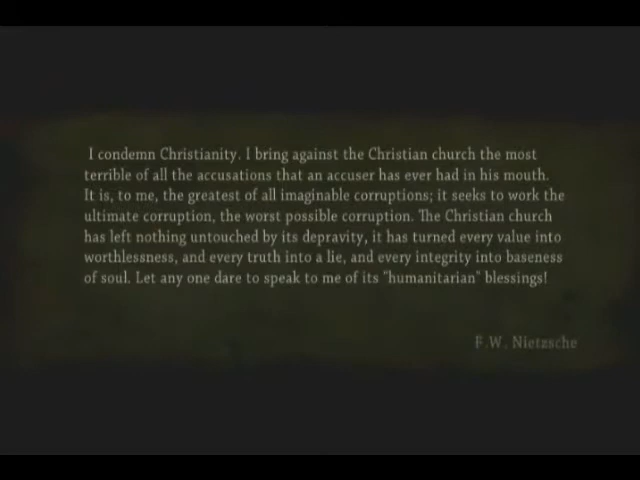 I condemn Christianity. I bring against the Christian church the most
terrible of all the accusations that an accuser has ever had in his mouth.
It is, to me, the greatest of all imaginable corruptions; it seeks to work the
ultimate corruption, the worst possible corruption. The Christian church
has left nothing untouched by its depravity, it has turned every value into
worthlessness, and every truth into a lie, and every integrity into baseness
of soul. Let any one dare to speak to me of its "humanitarian" blessings!
F.W. Nietzsche